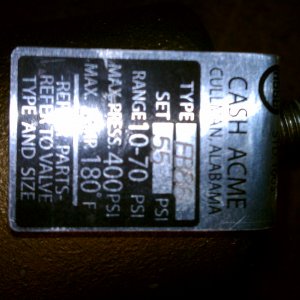 CASH ACME
CULLMAN ALABAMA
TYPE
SET 55 PSI
RANGE 10-70 PSI
MAX. PRESS. 400 PSI
MAX. 180° F
PARTS-
REFER TO VALVE
TYPE AND SIZE